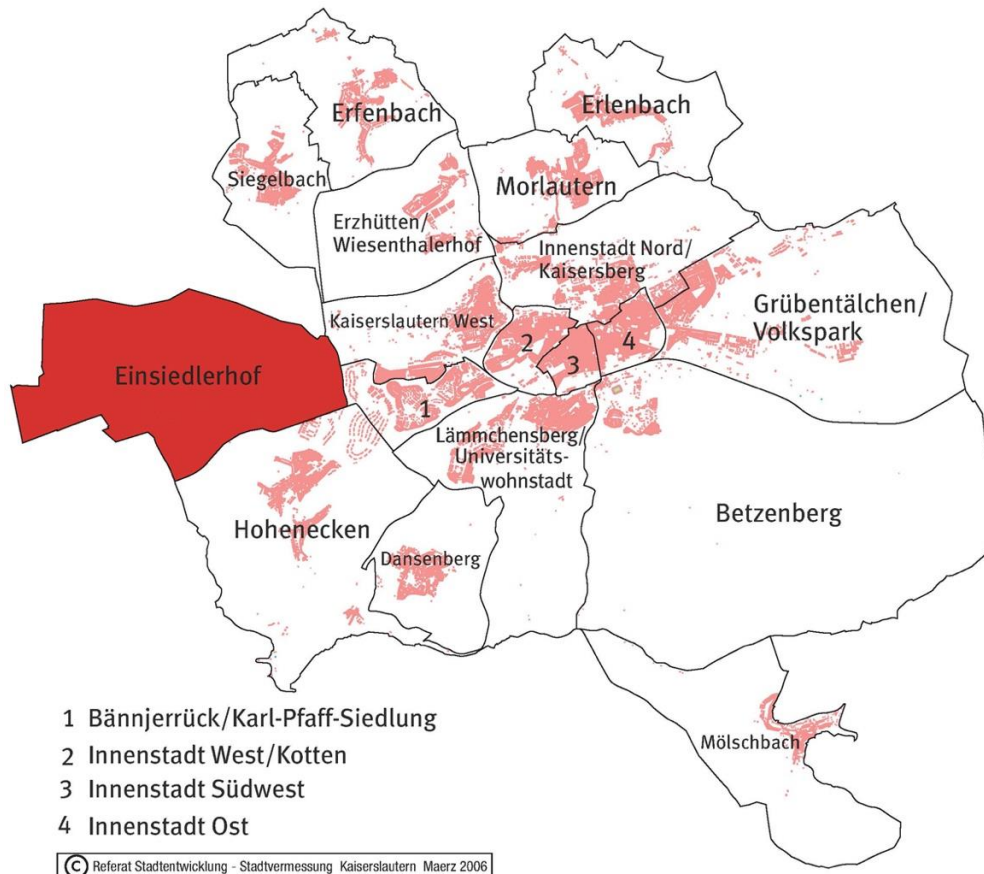 Erfenbach
Erlenbach
Siegelbach
Morlautern
Erzhütten/
Wiesenthalerhof
Innenstadt Nord/
Kaisersberg
Grübentälchen/
Volkspark
Kaiserslautern West
2
3
4
Einsiedlerhof
1
Lämmchensberg/
Universitäts-
wohnstadt
Betzenberg
Hohenecken
Dansenberg
Mölschbach
1 Bännjerrück/Karl-Pfaff-Siedlung
2 Innenstadt West/Kotten
3 Innenstadt Südwest
4 Innenstadt Ost
© Referat Stadtentwicklung - Stadtvermessung Kaiserslautern Maerz 2006